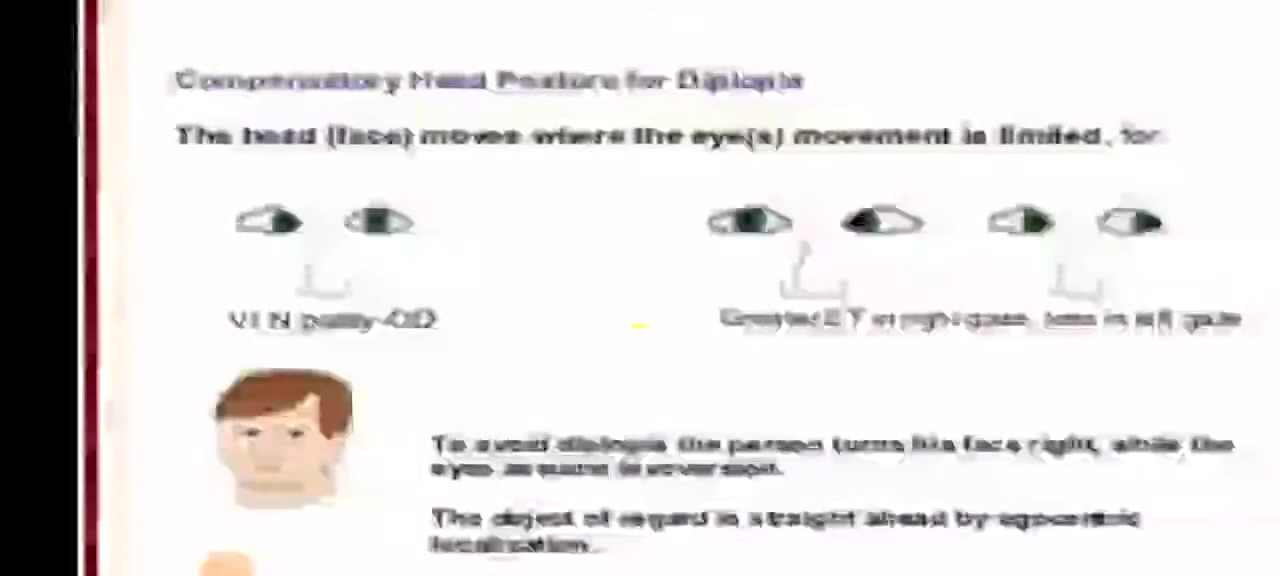 Compensatory Head Posture for Diplopia
The head (face) moves where the eye(s) movement is limited, for
VI N palsy-OD
Greater ET in right gaze, less in left gaze
To avoid diplopia the person turns his face right, while the
eyes assume levoversion.
The object of regard is straight ahead by egocentric
localisation.